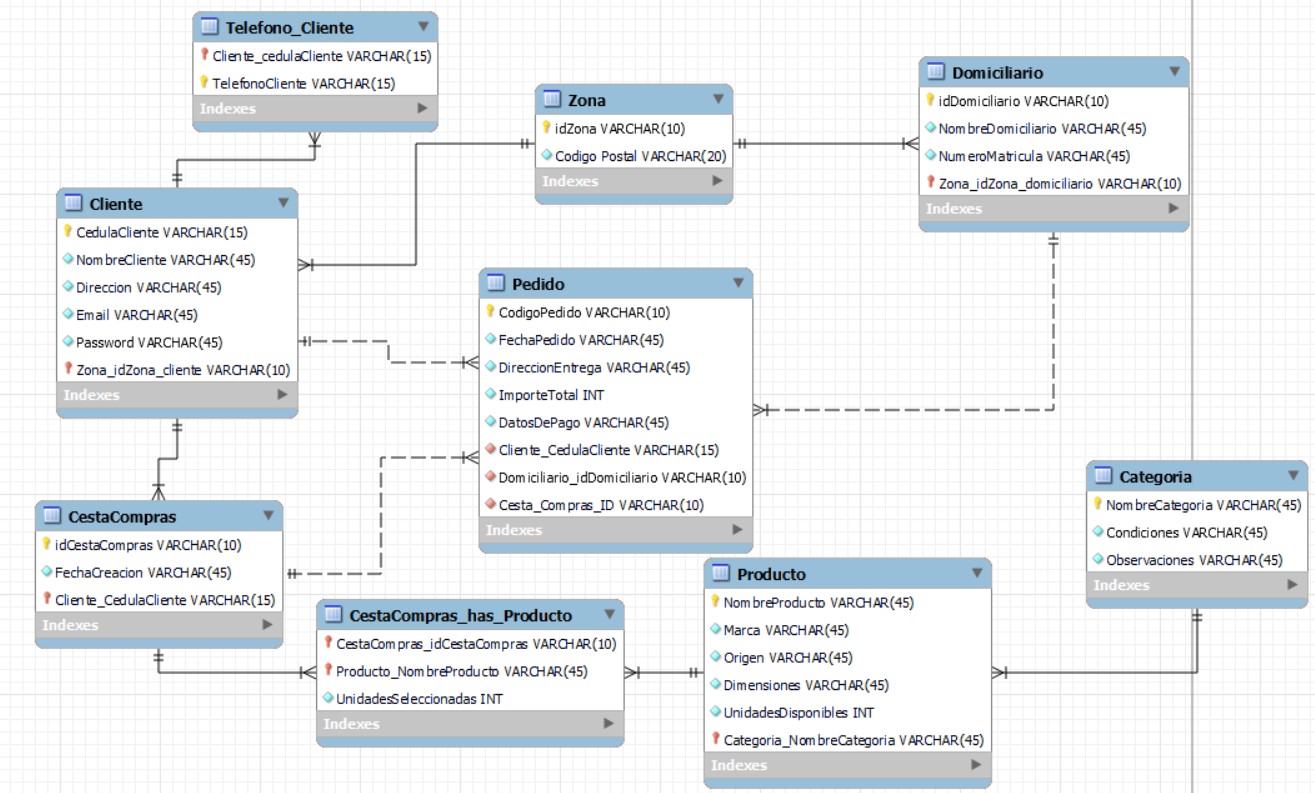 Telefono_Cliente
Cliente_cedulaCliente VARCHAR(15)
TelefonoCliente VARCHAR(15)
Indexes
Zona
idZona VARCHAR(10)
Codigo Postal VARCHAR(20)
Indexes
Domiciliario
idDomiciliario VARCHAR(10)
NombreDomiciliario VARCHAR(45)
NumeroMatricula VARCHAR(45)
Zona_idZona_domiciliario VARCHAR(10)
Indexes
Cliente
CedulaCliente VARCHAR(15)
NombreCliente VARCHAR(45)
Direccion VARCHAR(45)
Email VARCHAR(45)
Password VARCHAR(45)
Zona_idZona_cliente VARCHAR(10)
Indexes
Pedido
CodigoPedido VARCHAR(10)
FechaPedido VARCHAR(45)
DireccionEntrega VARCHAR(45)
ImporteTotal INT
DatosDePago VARCHAR(45)
Cliente_CedulaCliente VARCHAR(15)
Domiciliario_idDomiciliario VARCHAR(10)
Cesta_Compras_ID VARCHAR(10)
Indexes
Categoria
NombreCategoria VARCHAR(45)
Condiciones VARCHAR(45)
Observaciones VARCHAR(45)
Indexes
CestaCompras
idCestaCompras VARCHAR(10)
FechaCreacion VARCHAR(45)
Cliente_CedulaCliente VARCHAR(15)
Indexes
CestaCompras_has_Producto
CestaCompras_idCestaCompras VARCHAR(10)
Producto_NombreProducto VARCHAR(45)
UnidadesSeleccionadas INT
Indexes
Producto
NombreProducto VARCHAR(45)
Marca VARCHAR(45)
Origen VARCHAR(45)
Dimensiones VARCHAR(45)
UnidadesDisponibles INT
Categoria_NombreCategoria VARCHAR(45)
Indexes